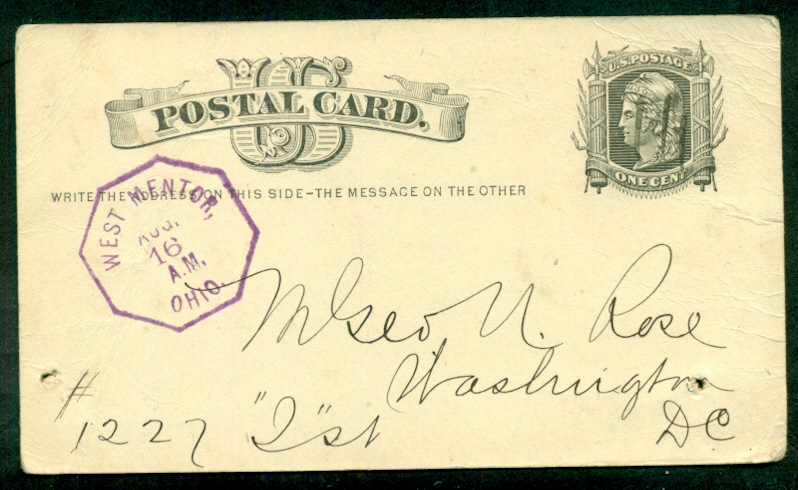 US
POSTAL CARD.
U.S. POSTAGE
ONE CENT
WRITE THE ADDRESS ON THIS SIDE-THE MESSAGE ON THE OTHER
WEST MENTOR,
AUG.
16
A.M.
OHIO.
M Geo N. Rose
Washington
DC
#
1227 "I" st